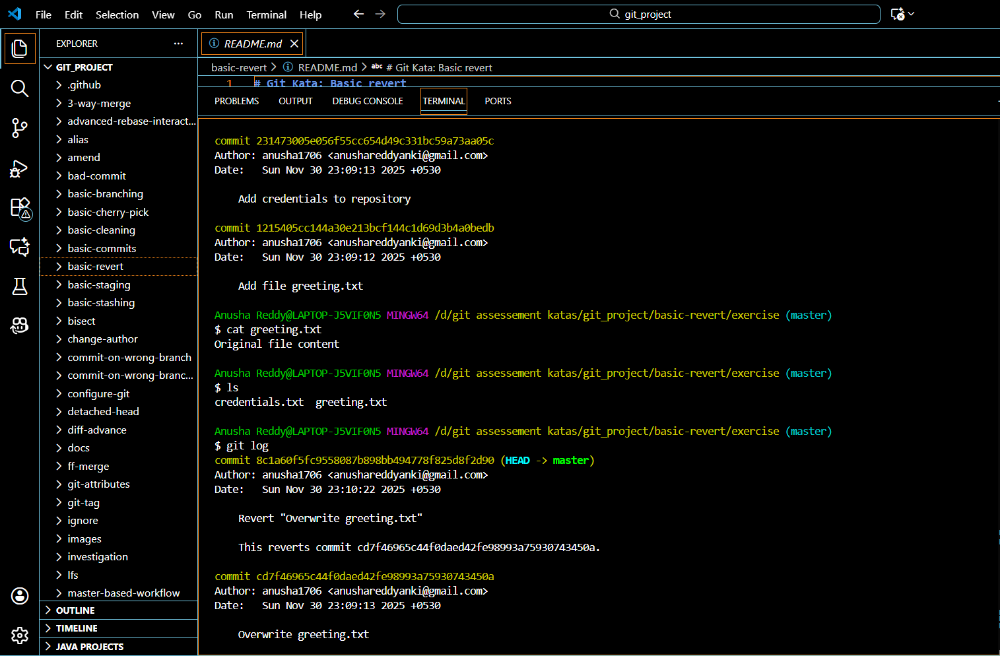 File Edit Selection View Go Run Terminal Help
git_project
EXPLORER
GIT_PROJECT
.github
3-way-merge
advanced-rebase-interact...
alias
amend
bad-commit
basic-branching
basic-cherry-pick
basic-cleaning
basic-commits
basic-revert
basic-staging
basic-stashing
bisect
change-author
commit-on-wrong-branch
commit-on-wrong-branc...
configure-git
detached-head
diff-advance
docs
ff-merge
git-attributes
git-tag
ignore
images
investigation
lfs
master-based-workflow
OUTLINE
TIMELINE
JAVA PROJECTS
README.md
basic-revert > README.md > abc # Git Kata: Basic revert
1 # Git Kata: Basic revert
PROBLEMS OUTPUT DEBUG CONSOLE TERMINAL PORTS
commit 231473005e056f55cc654d49c331bc59a73aa05c
Author: anusha1706 <anushareddyanki@gmail.com>
Date:   Sun Nov 30 23:09:13 2025 +0530
Add credentials to repository
commit 1215405cc144a30e213bcf144c1d69d3b4a0bedb
Author: anusha1706 <anushareddyanki@gmail.com>
Date:   Sun Nov 30 23:09:12 2025 +0530
Add file greeting.txt
Anusha Reddy@LAPTOP-J5VIF0N5 MINGW64 /d/git assessement katas/git_project/basic-revert/exercise (master)
$ cat greeting.txt
Original file content
Anusha Reddy@LAPTOP-J5VIF0N5 MINGW64 /d/git assessement katas/git_project/basic-revert/exercise (master)
$ ls
credentials.txt  greeting.txt
Anusha Reddy@LAPTOP-J5VIF0N5 MINGW64 /d/git assessement katas/git_project/basic-revert/exercise (master)
$ git log
commit 8c1a60f5fc9558087b898bb494778f825d8f2d90 (HEAD -> master)
Author: anusha1706 <anushareddyanki@gmail.com>
Date:   Sun Nov 30 23:10:22 2025 +0530
Revert "Overwrite greeting.txt"
This reverts commit cd7f46965c44f0daed42fe98993a75930743450a.
commit cd7f46965c44f0daed42fe98993a75930743450a
Author: anusha1706 <anushareddyanki@gmail.com>
Date:   Sun Nov 30 23:09:13 2025 +0530
Overwrite greeting.txt